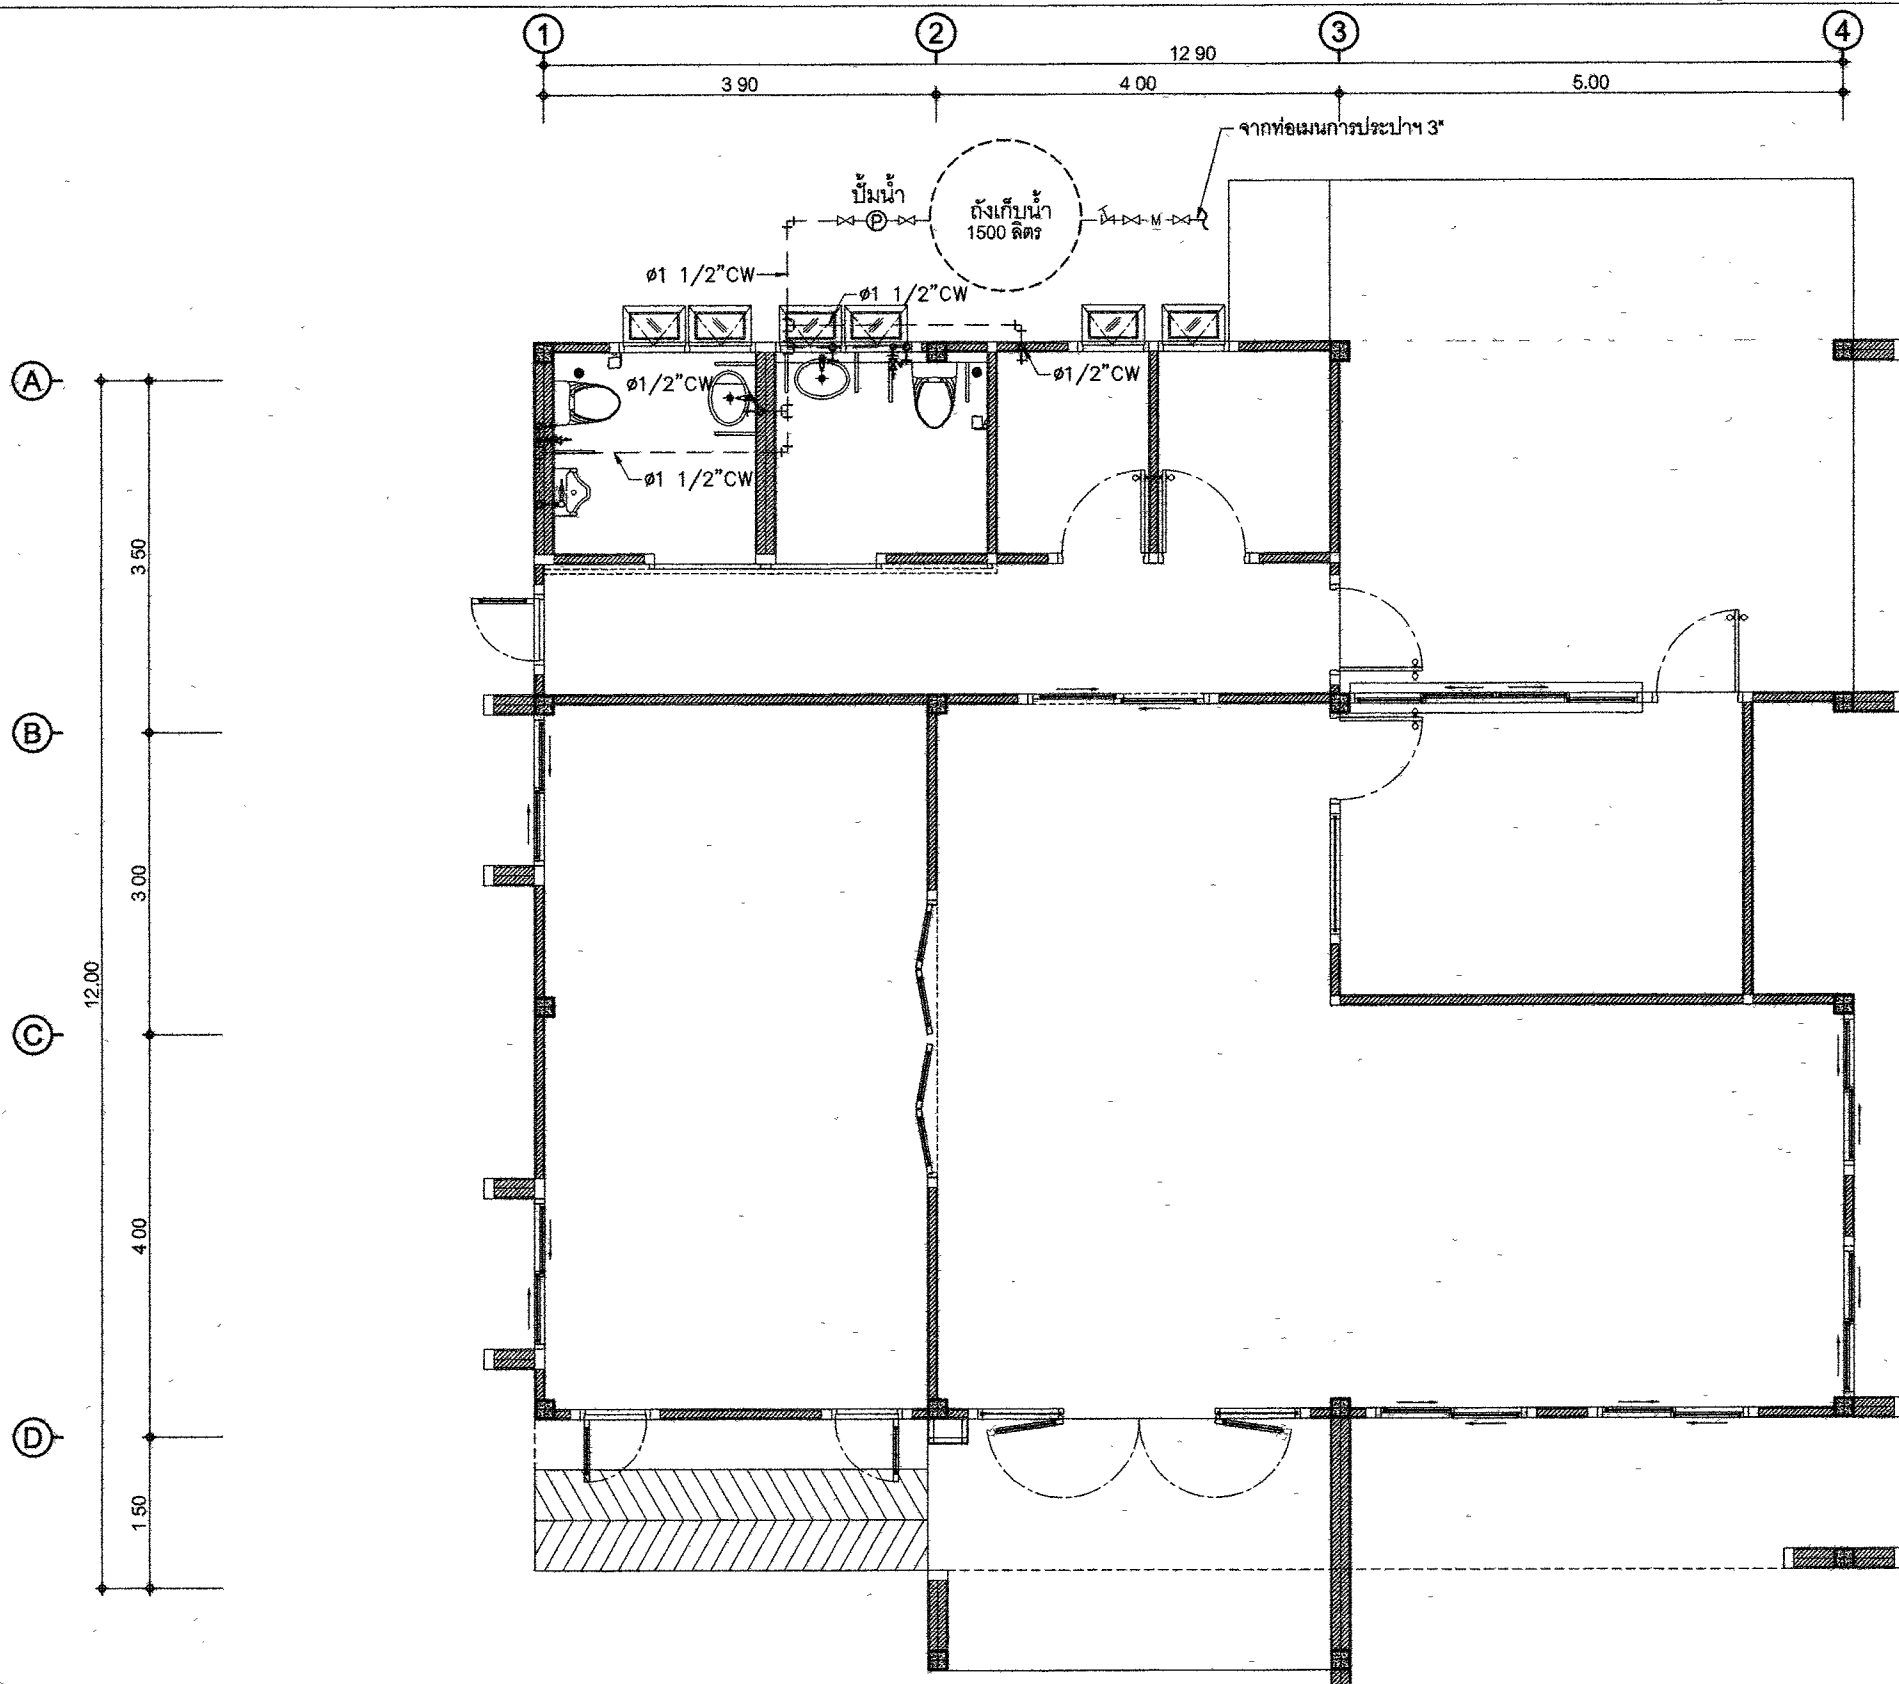 1
2
3
4
12 90
3 90
4 00
5.00
จากท่อเมนการประปาฯ 3"
ปั๊มน้ำ
P
ถังเก็บน้ำ
1500 ลิตร
M
ø1 1/2"CW
ø1 1/2"CW
A
ø1/2"CW
ø1/2"CW
ø1 1/2"CW
3 50
B
3 00
12.00
C
4 00
D
1 50